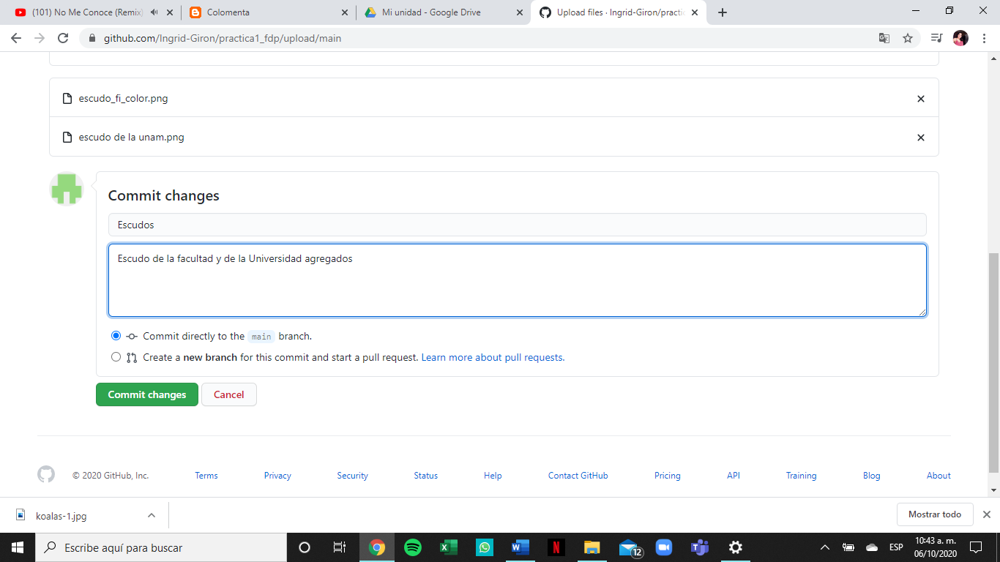 (101) No Me Conoce (Remix)
Colomenta
Mi unidad - Google Drive
Upload files · Ingrid-Giron/practic
github.com/Ingrid-Giron/practica1_fdp/upload/main
escudo_fi_color.png
escudo de la unam.png
Commit changes
Escudos
Escudo de la facultad y de la Universidad agregados
Commit directly to the main branch.
Create a new branch for this commit and start a pull request. Learn more about pull requests.
Commit changes Cancel
© 2020 GitHub, Inc. Terms Privacy Security Status Help Contact GitHub Pricing API Training Blog About
koalas-1.jpg
Mostrar todo
Escribe aquí para buscar
12
ESP
10:43 a. m.
06/10/2020